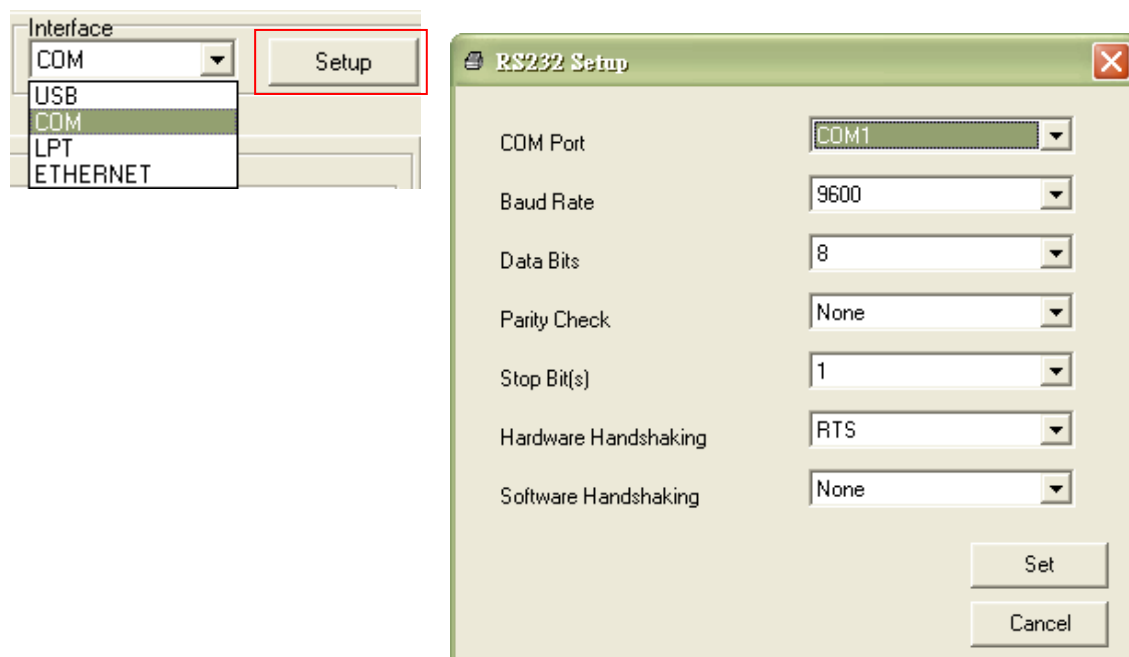 Interface
COM
Setup
USB
COM
LPT
ETHERNET
RS232 Setup
COM Port
COM1
Baud Rate
9600
Data Bits
8
Parity Check
None
Stop Bit(s)
1
Hardware Handshaking
RTS
Software Handshaking
None
Set
Cancel